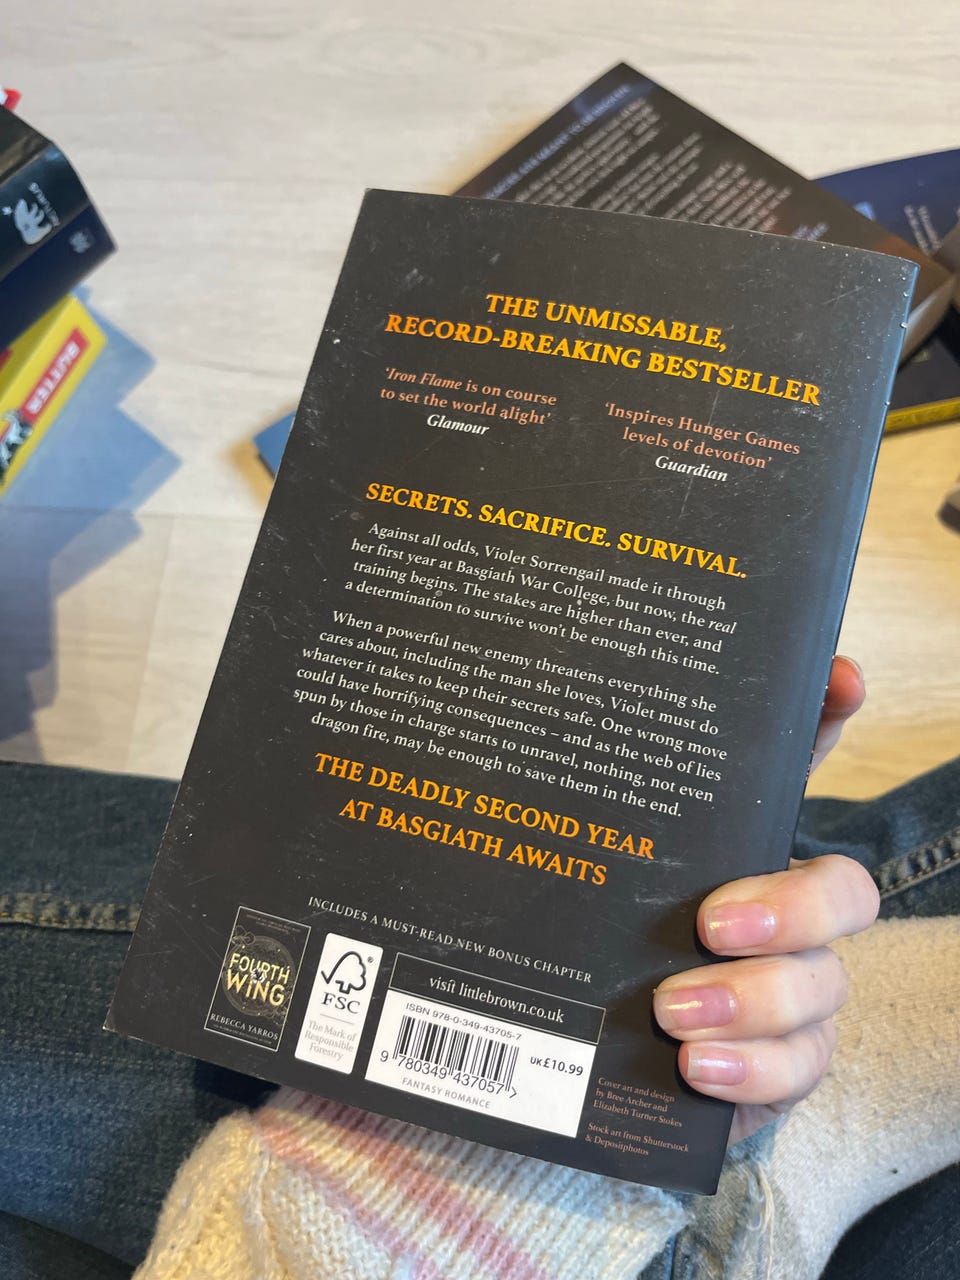 THE UNMISSABLE,
RECORD-BREAKING BESTSELLER
‘Iron Flame is on course
to set the world alight’
Glamour
‘Inspires Hunger Games
levels of devotion’
Guardian
SECRETS. SACRIFICE. SURVIVAL.
Against all odds, Violet Sorrengail made it through
her first year at Basgiath War College, but now, the real
training begins. The stakes are higher than ever, and
a determination to survive won’t be enough this time.
When a powerful new enemy threatens everything she
cares about, including the man she loves, Violet must do
whatever it takes to keep their secrets safe. One wrong move
could have horrifying consequences – and as the web of lies
spun by those in charge starts to unravel, nothing, not even
dragon fire, may be enough to save them in the end.
THE DEADLY SECOND YEAR
AT BASGIATH AWAITS
INCLUDES A MUST-READ NEW BONUS CHAPTER
FOURTH
WING
REBECCA YARROS
FSC
The Mark of
Responsible
Forestry
visit littlebrown.co.uk
ISBN 978-0-349-43705-7
9 780349 437057 >
UK £10.99
FANTASY ROMANCE
Cover art and design
by Bree Archer and
Elizabeth Turner Stokes
Stock art from Shutterstock
& Depositphotos